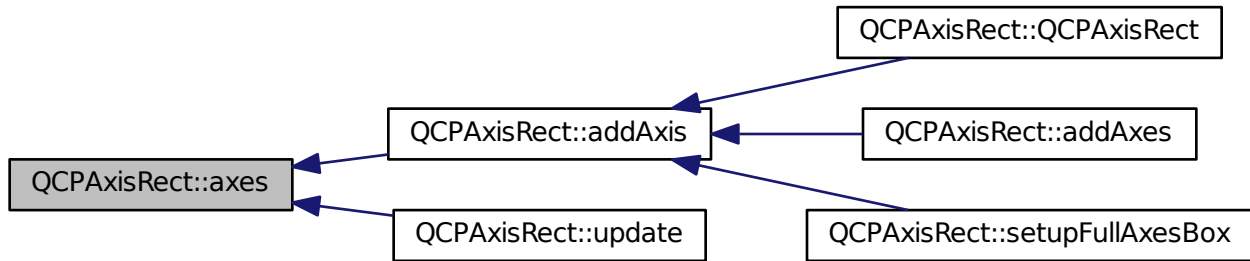 QCPAxisRect::QCPAxisRect
QCPAxisRect::addAxis
QCPAxisRect::addAxes
QCPAxisRect::axes
QCPAxisRect::update
QCPAxisRect::setupFullAxesBox